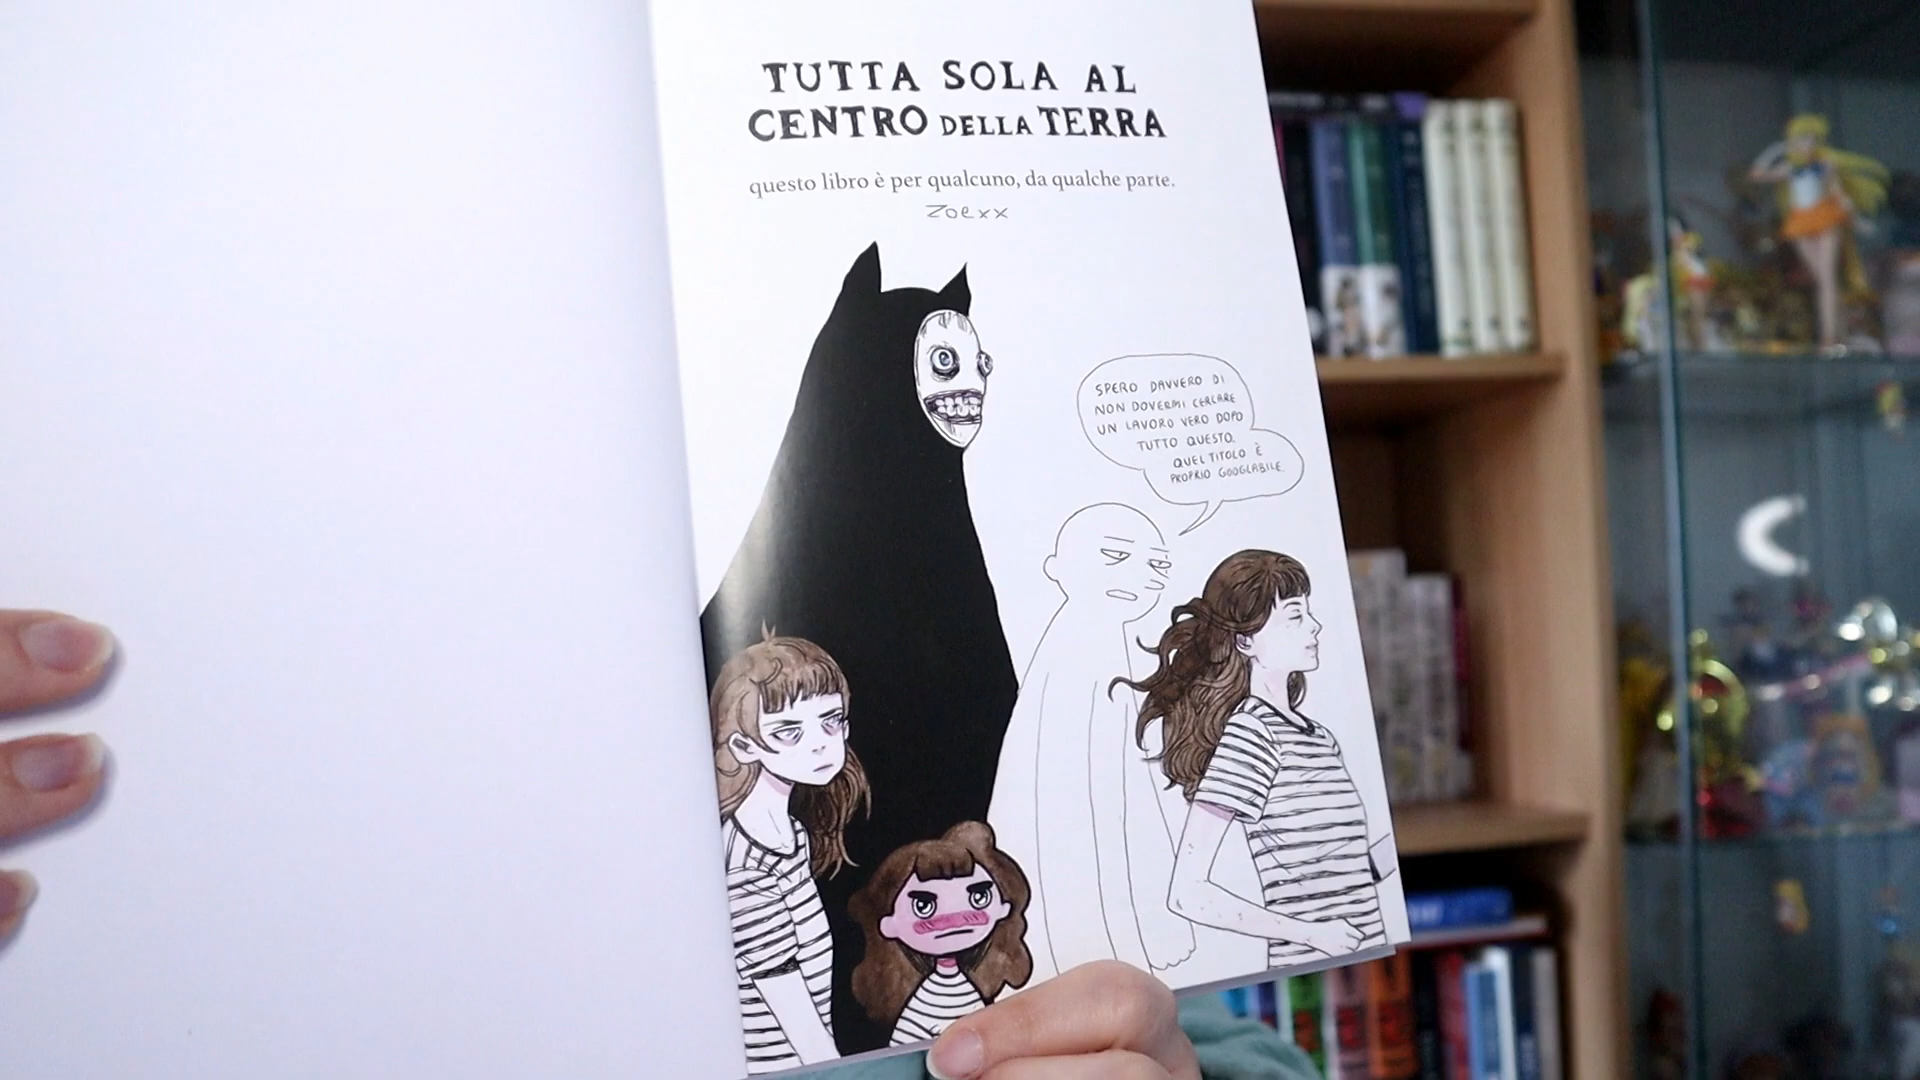 TUTTA SOLA AL
CENTRO DELLA TERRA
questo libro è per qualcuno, da qualche parte.
zoexx
SPERO DAVVERO DI
NON DOVERMI CERCARE
UN LAVORO VERO DOPO
TUTTO QUESTO.
QUEL TITOLO È
PROPRIO GOOGLABILE.